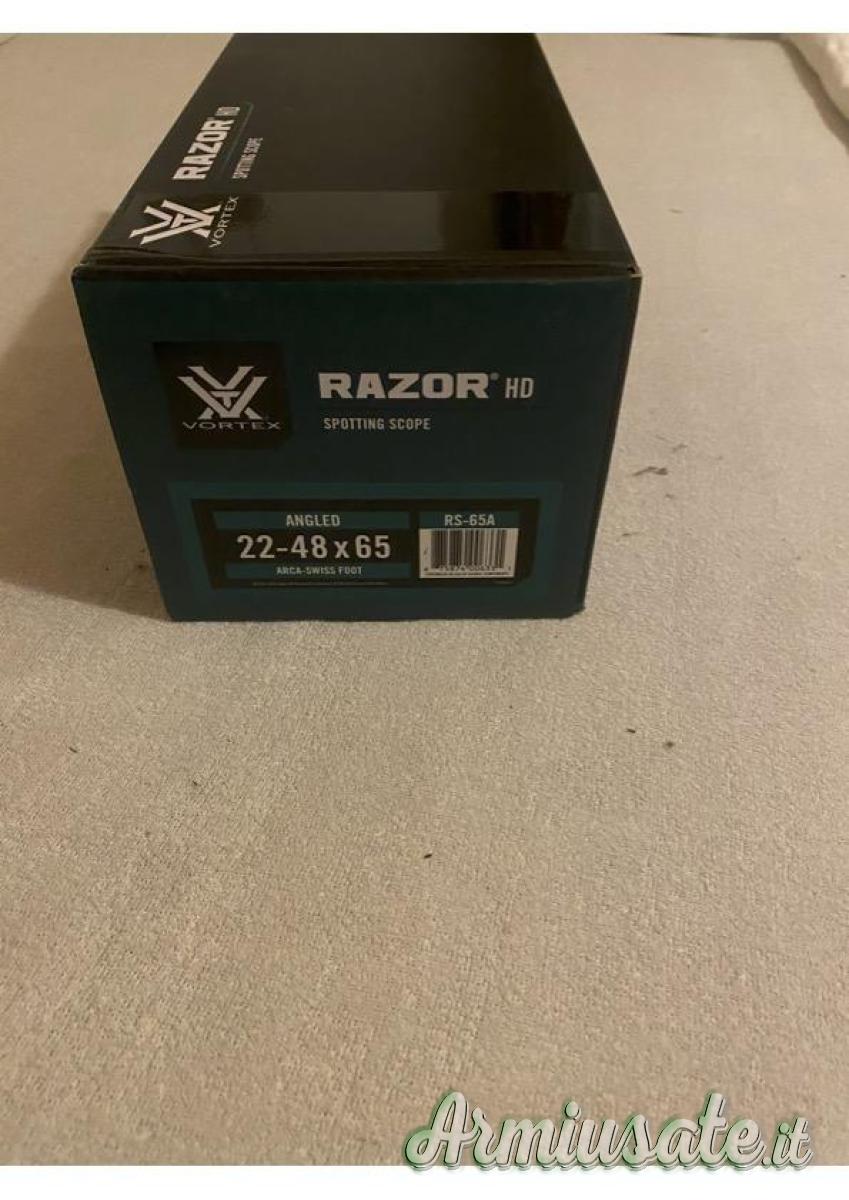 RAZOR® HD
SPOTTING SCOPE
VORTEX
VORTEX®
RAZOR® HD
SPOTTING SCOPE
ANGLED
22-48 x 65
ARCA-SWISS FOOT
RS-65A
Armiusate.it